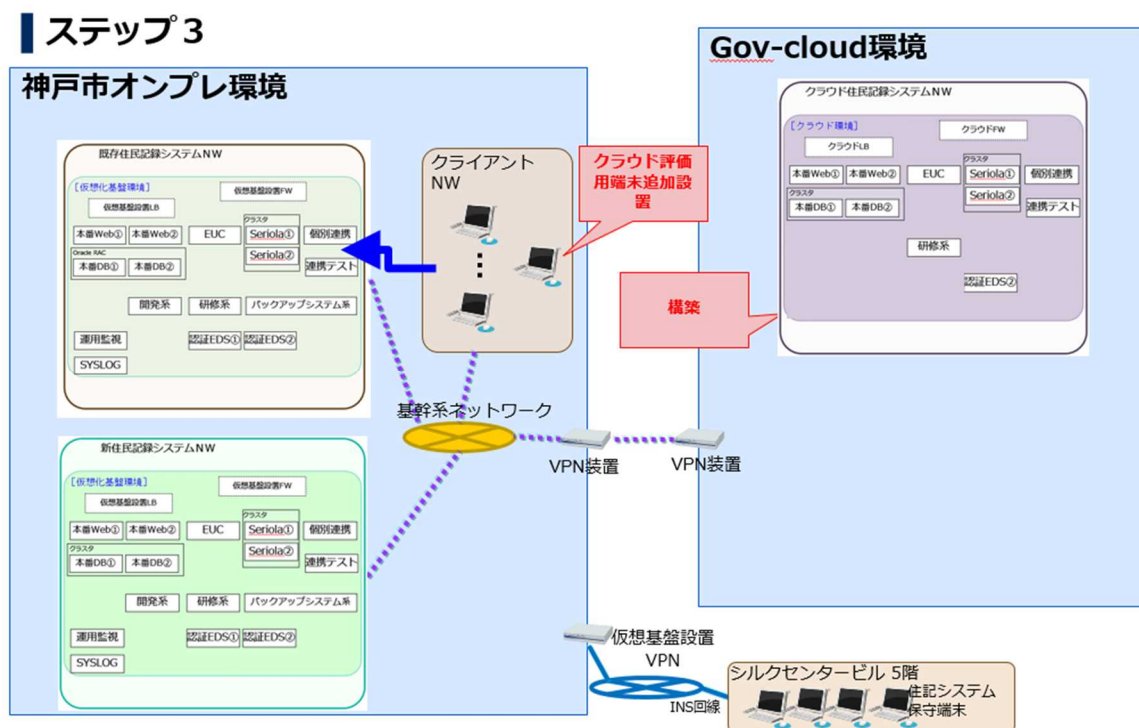 ステップ３
神戸市オンプレ環境
既存住民記録システムNW
[仮想化基盤環境]
仮想基盤設置FW
仮想基盤設置LB
クラスタ
本番Web① 本番Web② EUC Seriola① 個別連携
Oracle RAC
Seriola②
本番DB① 本番DB② 連携テスト
開発系 研修系 バックアップシステム系
運用監視 認証EDS① 認証EDS②
SYSLOG
クライアント
NW
クラウド評価
用端末追加設
置
基幹系ネットワーク
VPN装置
VPN装置
新住民記録システムNW
[仮想化基盤環境]
仮想基盤設置FW
仮想基盤設置LB
クラスタ
本番Web① 本番Web② EUC Seriola① 個別連携
クラスタ
Seriola②
本番DB① 本番DB② 連携テスト
開発系 研修系 バックアップシステム系
運用監視 認証EDS① 認証EDS②
SYSLOG
Gov-cloud環境
クラウド住民記録システムNW
[クラウド環境]
クラウドFW
クラウドLB
クラスタ
本番Web① 本番Web② EUC Seriola① 個別連携
クラスタ
Seriola②
本番DB① 本番DB② 連携テスト
研修系
認証EDS②
構築
仮想基盤設置
VPN
INS回線
シルクセンタービル 5階
住記システム
保守端末